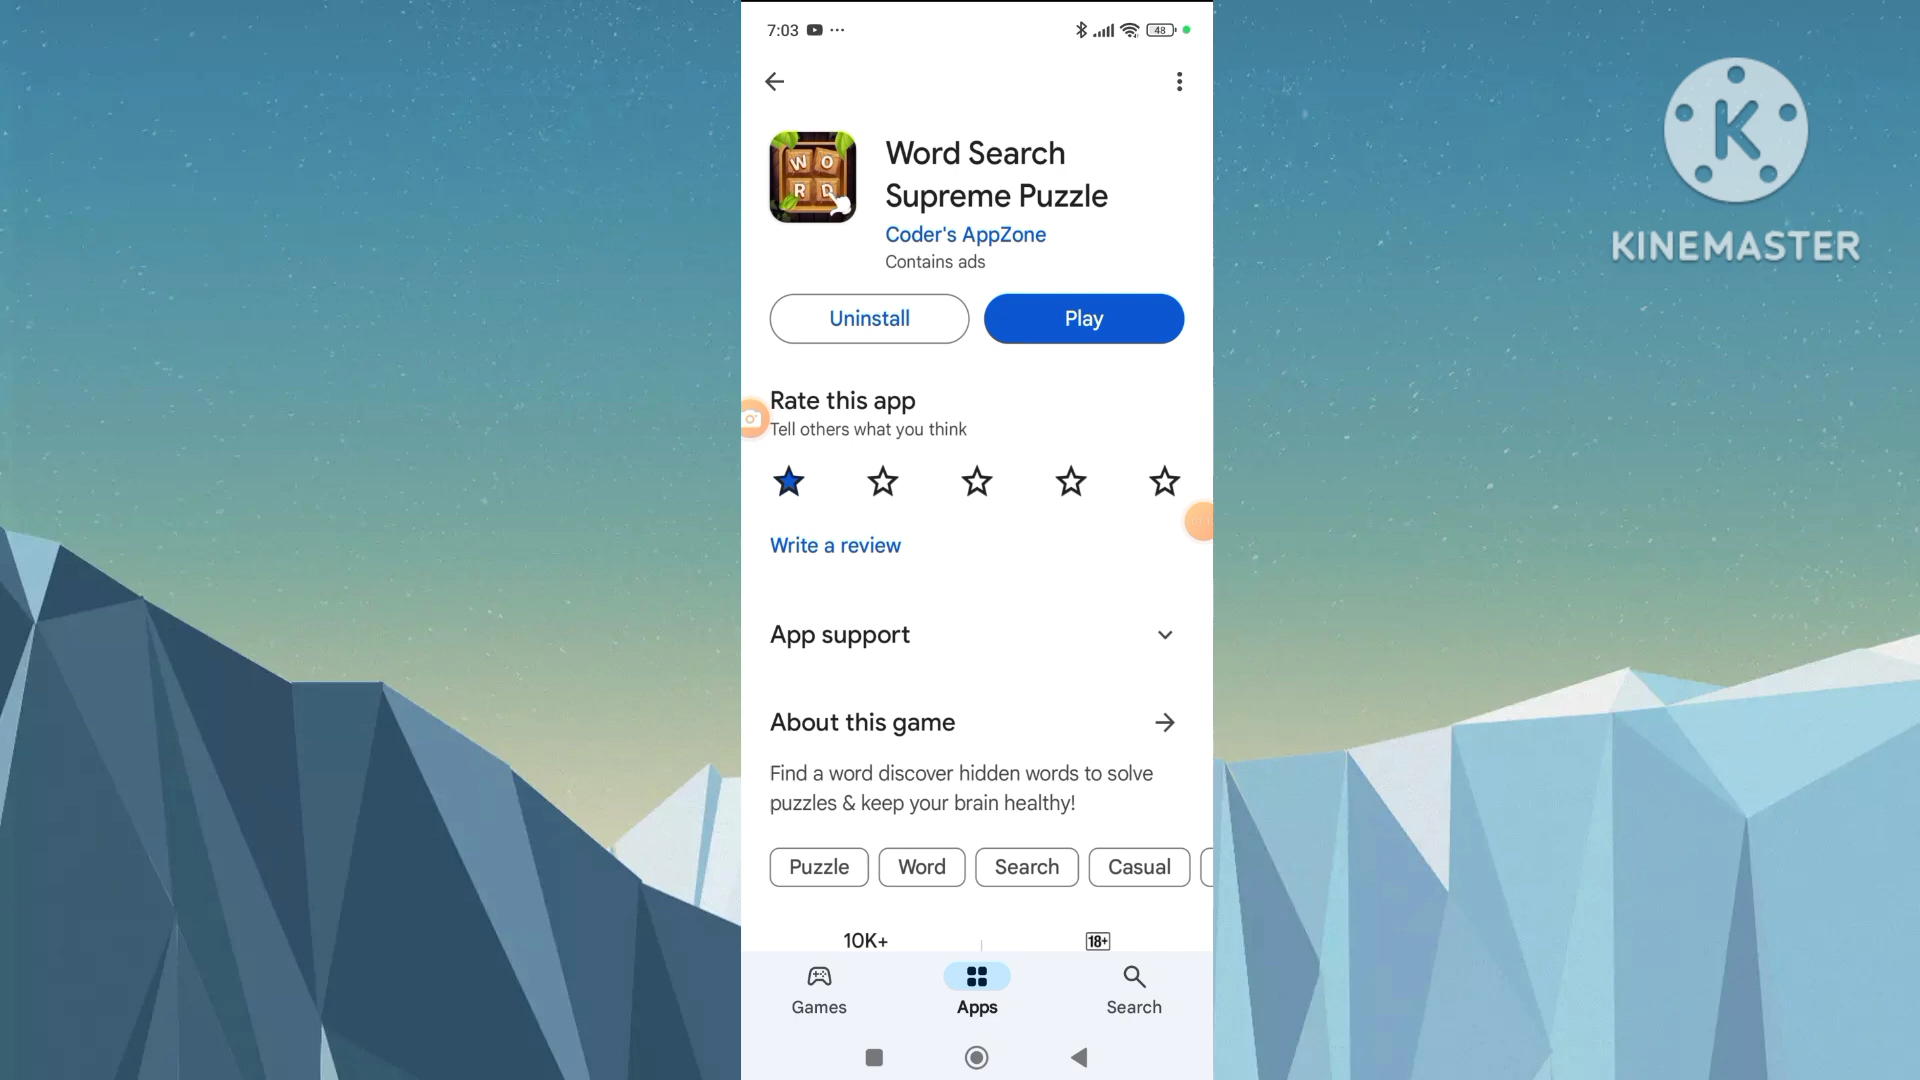 7:03
48
K
KINEMASTER
W O
R D
Word Search
Supreme Puzzle
Coder's AppZone
Contains ads
Uninstall
Play
Rate this app
Tell others what you think
Write a review
App support
About this game
Find a word discover hidden words to solve
puzzles & keep your brain healthy!
Puzzle
Word
Search
Casual
10K+
18+
Games
Apps
Search